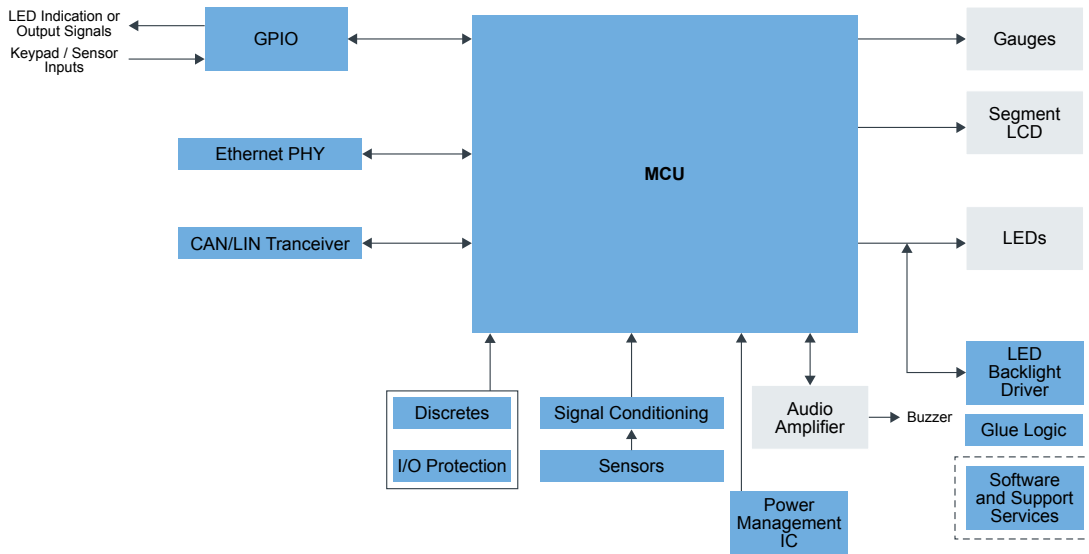 LED Indication or
Output Signals
Keypad / Sensor
Inputs
GPIO
Ethernet PHY
CAN/LIN Tranceiver
MCU
Gauges
Segment
LCD
LEDs
LED
Backlight
Driver
Glue Logic
Software
and Support
Services
Discretes
I/O Protection
Signal Conditioning
Sensors
Power
Management
IC
Audio
Amplifier
Buzzer